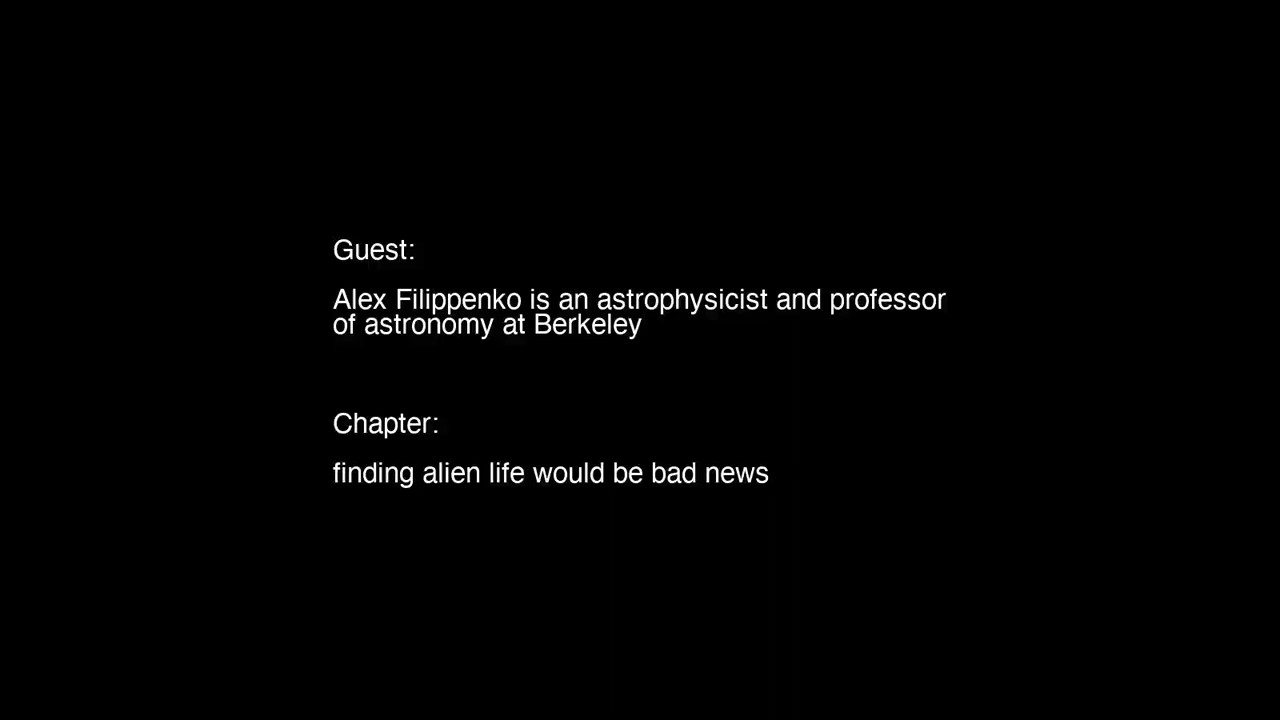 Guest:
Alex Filippenko is an astrophysicist and professor
of astronomy at Berkeley
Chapter:
finding alien life would be bad news